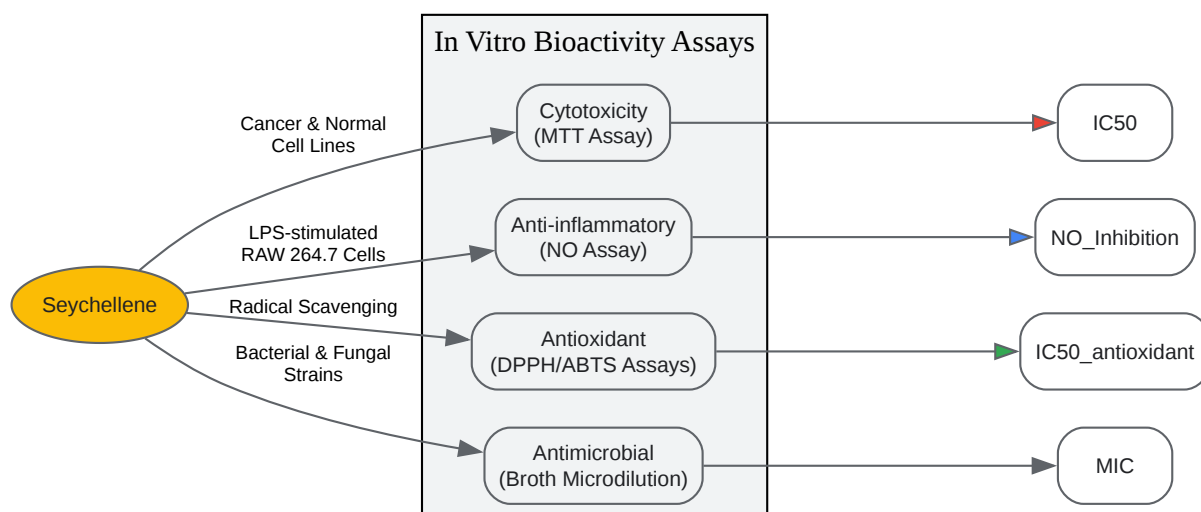 In Vitro Bioactivity Assays
Cancer & Normal
Cell Lines
Cytotoxicity
(MTT Assay)
IC50
LPS-stimulated
RAW 264.7 Cells
Anti-inflammatory
(NO Assay)
NO_Inhibition
Seychellene
Radical Scavenging
Antioxidant
(DPPH/ABTS Assays)
IC50_antioxidant
Bacterial & Fungal
Strains
Antimicrobial
(Broth Microdilution)
MIC